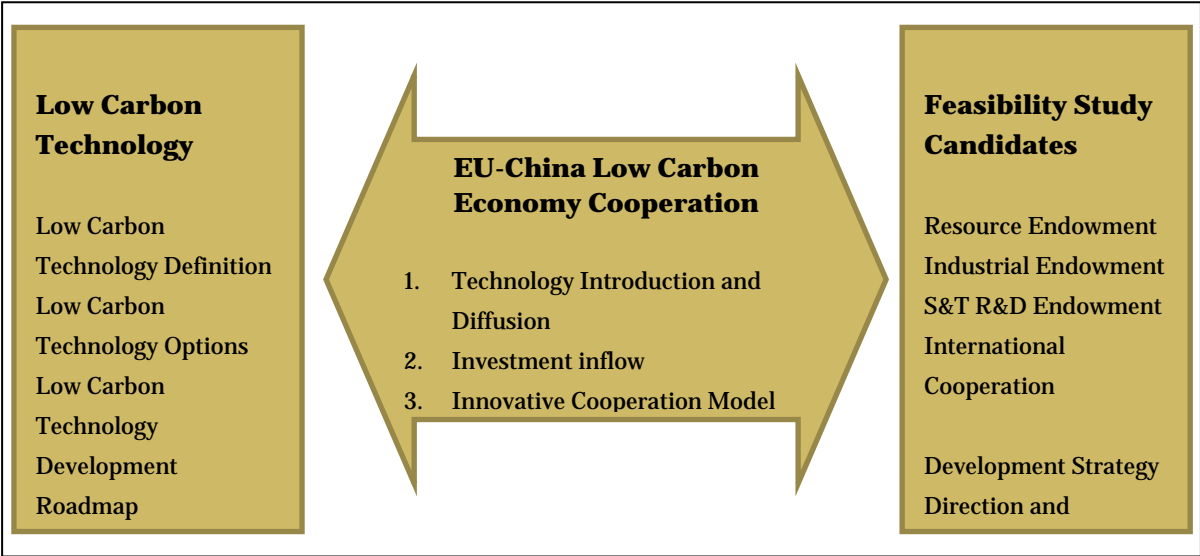 Low Carbon
Technology
Low Carbon
Technology Definition
Low Carbon
Technology Options
Low Carbon
Technology
Development
Roadmap
EU-China Low Carbon
Economy Cooperation
1. Technology Introduction and
Diffusion
2. Investment inflow
3. Innovative Cooperation Model
Feasibility Study
Candidates
Resource Endowment
Industrial Endowment
S&T R&D Endowment
International
Cooperation
Development Strategy
Direction and